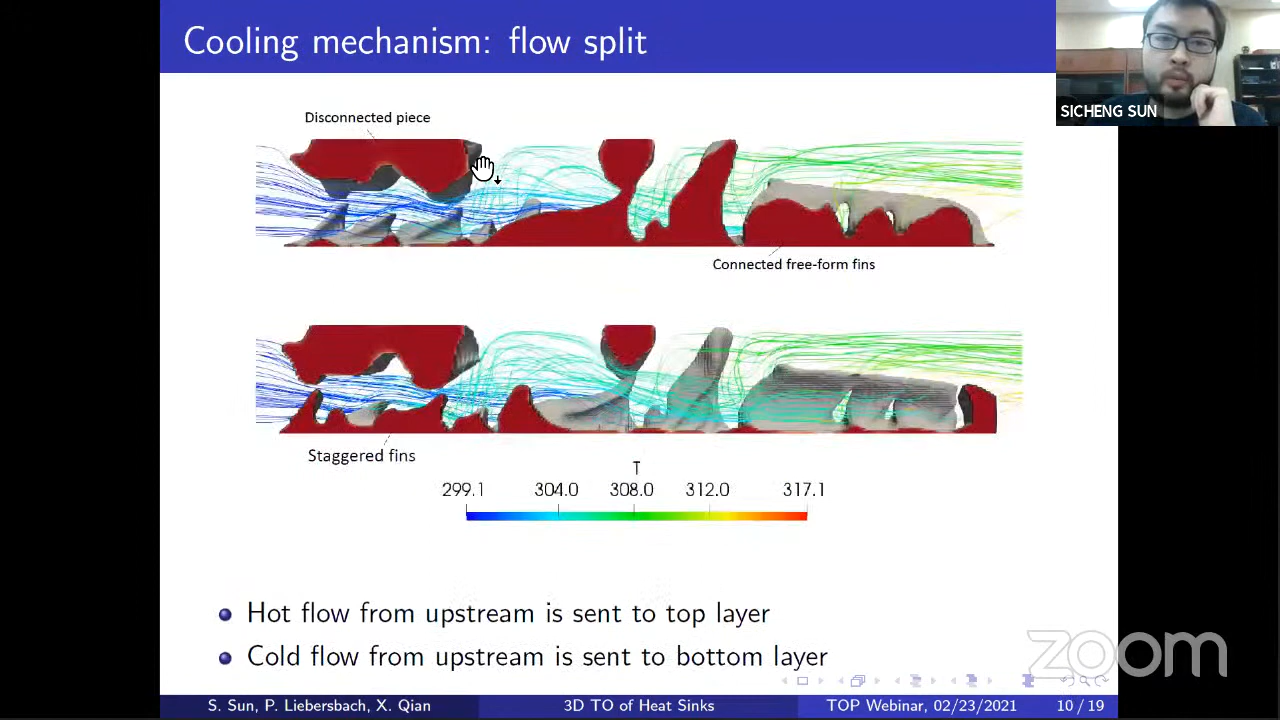 Cooling mechanism: flow split
SICHENG SUN
Disconnected piece
Connected free-form fins
Staggered fins
T
299.1 304.0 308.0 312.0 317.1
Hot flow from upstream is sent to top layer
Cold flow from upstream is sent to bottom layer
zoom
S. Sun, P. Liebersbach, X. Qian 3D TO of Heat Sinks TOP Webinar, 02/23/2021 10 / 19